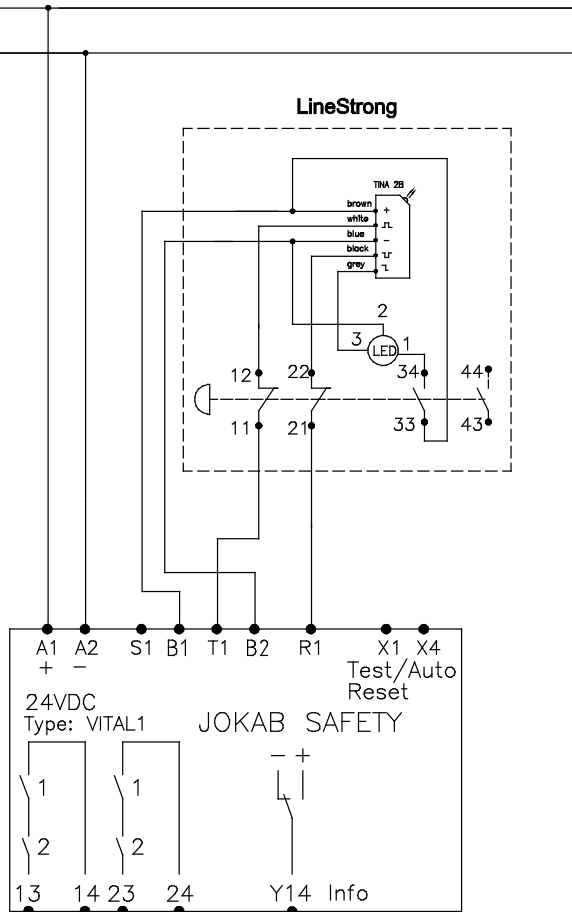 LineStrong
TINA 2B
brown +
white
blue -
black
grey
2
3 LED 1
12 22 34 44
11 21 33 43
A1 A2 S1 B1 T1 B2 R1 X1 X4
+ -
Test/Auto
Reset
24VDC
Type: VITAL1
JOKAB SAFETY
- +
1 1
2 2
13 14 23 24 Y14 Info